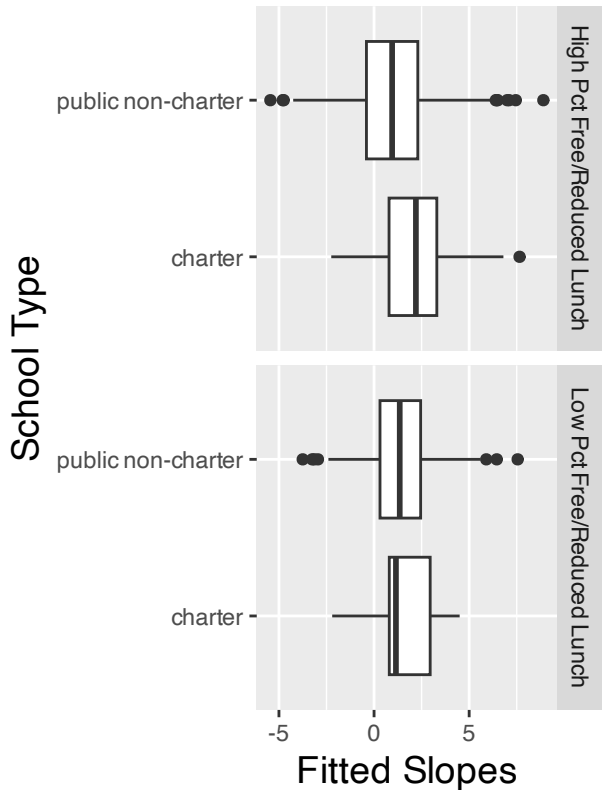 School Type
public non-charter
charter
High Pct Free/Reduced Lunch
public non-charter
charter
Low Pct Free/Reduced Lunch
-5 0 5
Fitted Slopes